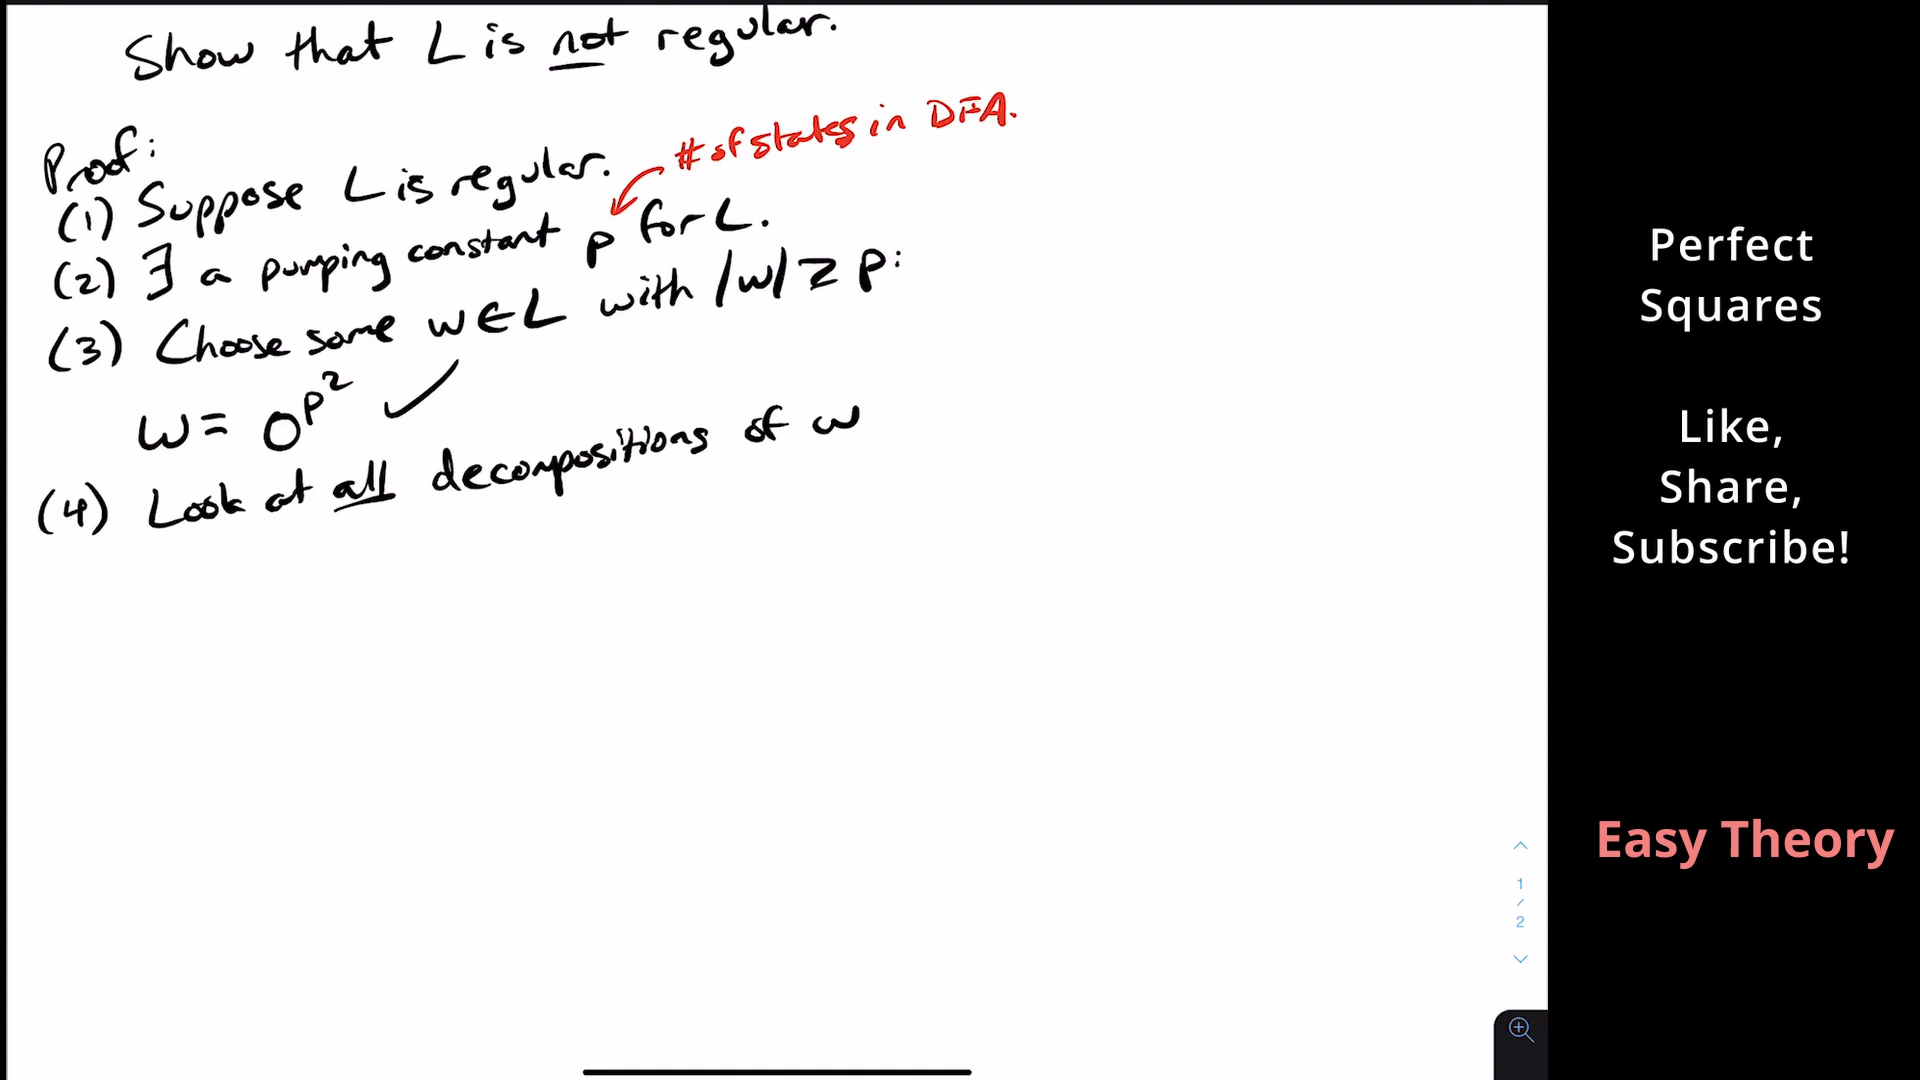 Show that L is not regular.
Proof:
(1) Suppose L is regular.
# of states in DFA.
(2) ∃ a pumping constant p for L.
(3) Choose some w ∈ L with |w| ≥ p:
w = 0^{p^2} ✓
(4) Look at all decompositions of w
Perfect
Squares
Like,
Share,
Subscribe!
Easy Theory
1
/
2